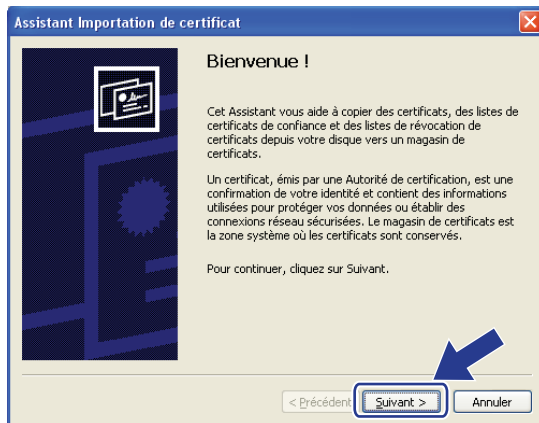 Assistant Importation de certificat
Bienvenue !
Cet Assistant vous aide à copier des certificats, des listes de
certificats de confiance et des listes de révocation de
certificats depuis votre disque vers un magasin de
certificats.
Un certificat, émis par une Autorité de certification, est une
confirmation de votre identité et contient des informations
utilisées pour protéger vos données ou établir des
connexions réseau sécurisées. Le magasin de certificats est
la zone système où les certificats sont conservés.
Pour continuer, cliquez sur Suivant.
< Précédent Suivant > Annuler